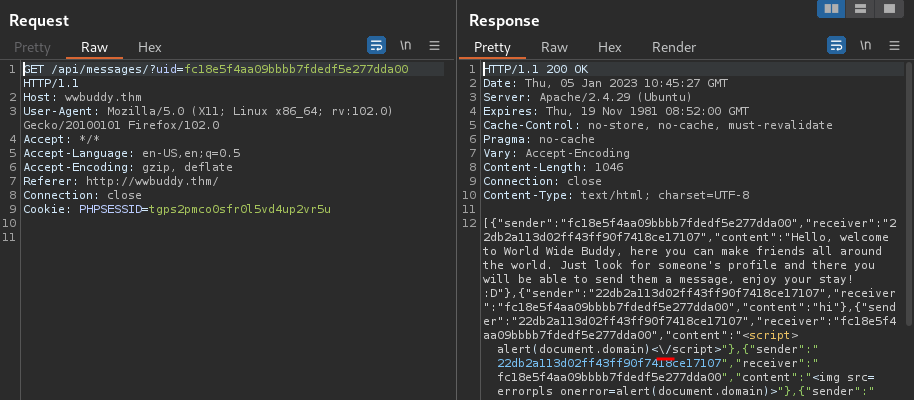 Request
Pretty Raw Hex \n
1 GET /api/messages/?uid=fc18e5f4aa09bbbb7fdedf5e277dda00
HTTP/1.1
2 Host: wwbuddy.thm
3 User-Agent: Mozilla/5.0 (X11; Linux x86_64; rv:102.0)
Gecko/20100101 Firefox/102.0
4 Accept: */*
5 Accept-Language: en-US,en;q=0.5
6 Accept-Encoding: gzip, deflate
7 Referer: http://wwbuddy.thm/
8 Connection: close
9 Cookie: PHPSESSID=tgps2pmco0sfr0l5vd4up2vr5u
10
11
Response
Pretty Raw Hex Render \n
1 HTTP/1.1 200 OK
2 Date: Thu, 05 Jan 2023 10:45:27 GMT
3 Server: Apache/2.4.29 (Ubuntu)
4 Expires: Thu, 19 Nov 1981 08:52:00 GMT
5 Cache-Control: no-store, no-cache, must-revalidate
6 Pragma: no-cache
7 Vary: Accept-Encoding
8 Content-Length: 1046
9 Connection: close
10 Content-Type: text/html; charset=UTF-8
11
12 [{"sender":"fc18e5f4aa09bbbb7fdedf5e277dda00","receiver":"2
2db2a113d02ff43ff90f7418ce17107","content":"Hello, welcome
to World Wide Buddy, here you can make friends all around
the world. Just look for someone's profile and there you
will be able to send them a message, enjoy your stay!
:D"},{"sender":"22db2a113d02ff43ff90f7418ce17107","receiver
":"fc18e5f4aa09bbbb7fdedf5e277dda00","content":"hi"},{"send
er":"22db2a113d02ff43ff90f7418ce17107","receiver":"fc18e5f4
aa09bbbb7fdedf5e277dda00","content":"<script>
alert(document.domain)<\/script>"},{"sender":"
22db2a113d02ff43ff90f7418ce17107","receiver":"
fc18e5f4aa09bbbb7fdedf5e277dda00","content":"<img src=
errorpls onerror=alert(document.domain)>"},{"sender":"